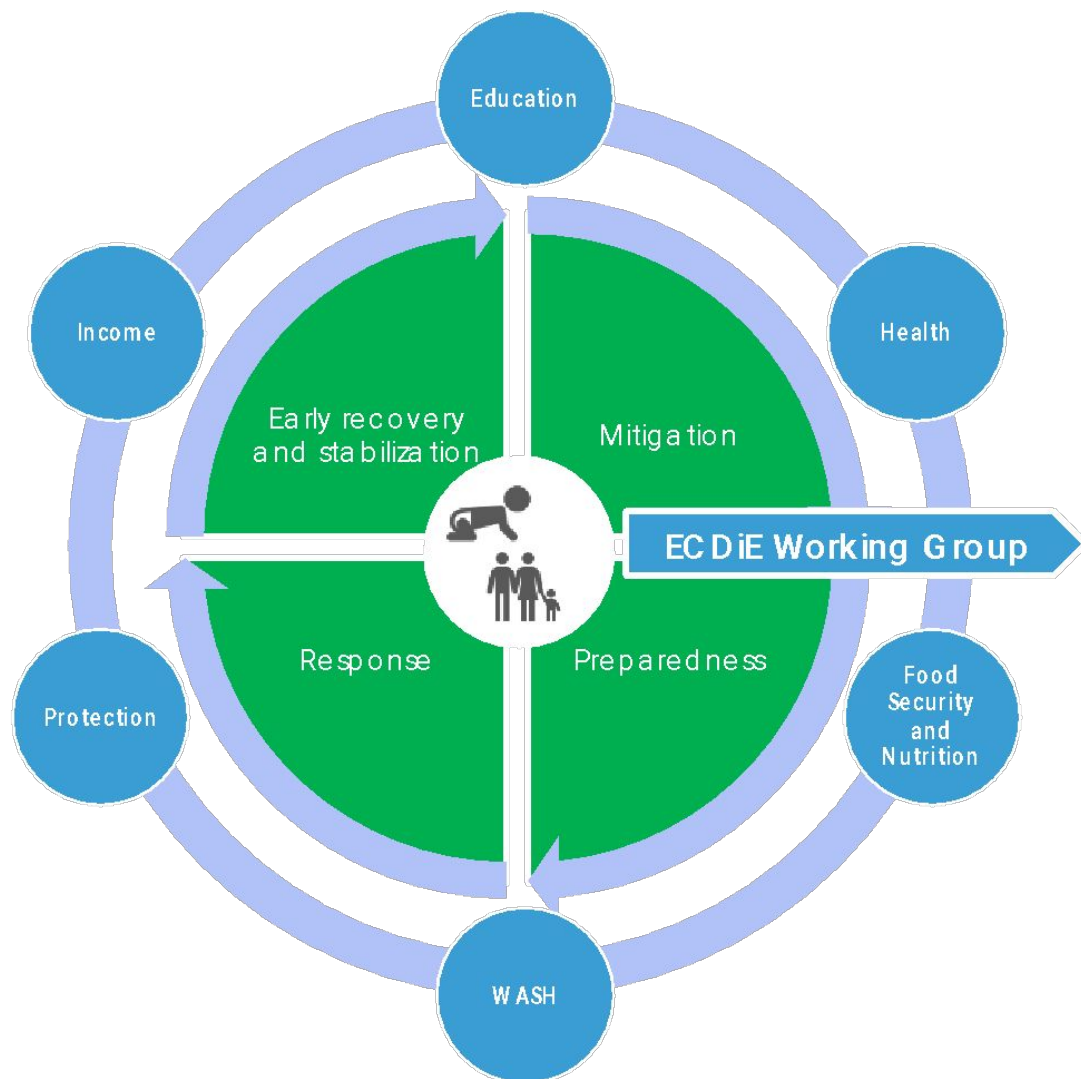 Education
Income
Health
Early recovery
and stabilization
Mitigation
ECDiE Working Group
Response
Preparedness
Protection
Food
Security
and
Nutrition
WASH